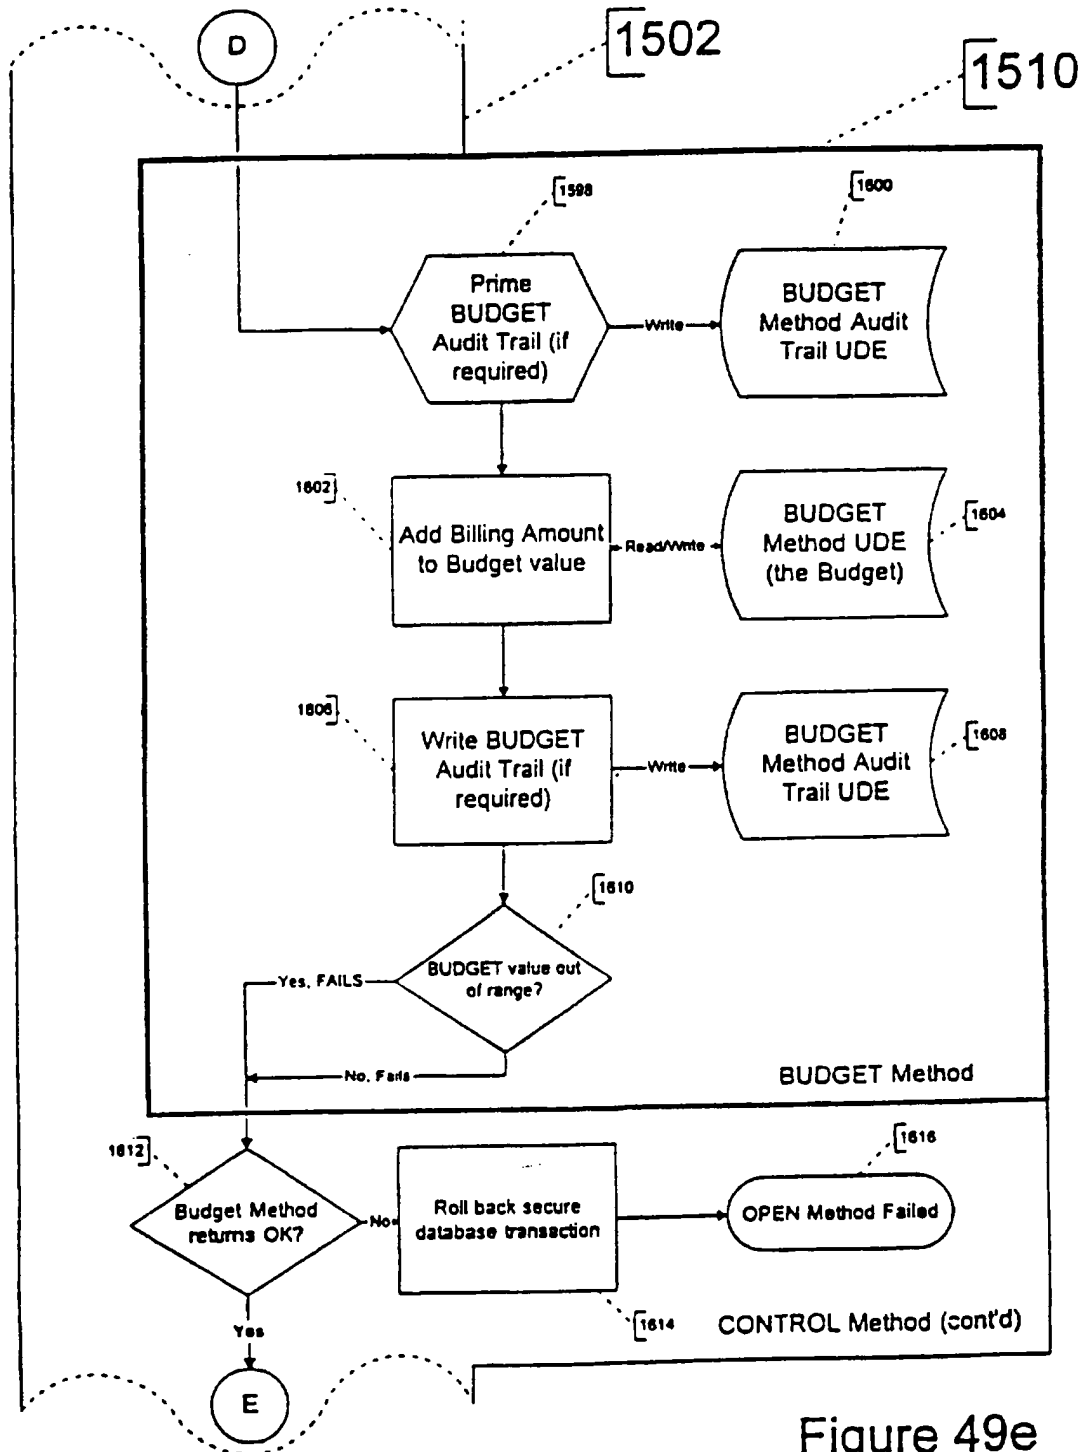 D
1502
1510
1598
1600
Prime
BUDGET
Audit Trail (if
required)
Write
BUDGET
Method Audit
Trail UDE
1602
Add Billing Amount
to Budget value
Read/Write
BUDGET
Method UDE
(the Budget)
1604
1606
Write BUDGET
Audit Trail (if
required)
Write
BUDGET
Method Audit
Trail UDE
1608
1610
BUDGET value out
of range?
Yes, FAILS
No, Fails
BUDGET Method
1612
Budget Method
returns OK?
No
Roll back secure
database transaction
1616
OPEN Method Failed
1614
Yes
CONTROL Method (cont'd)
E
Figure 49e